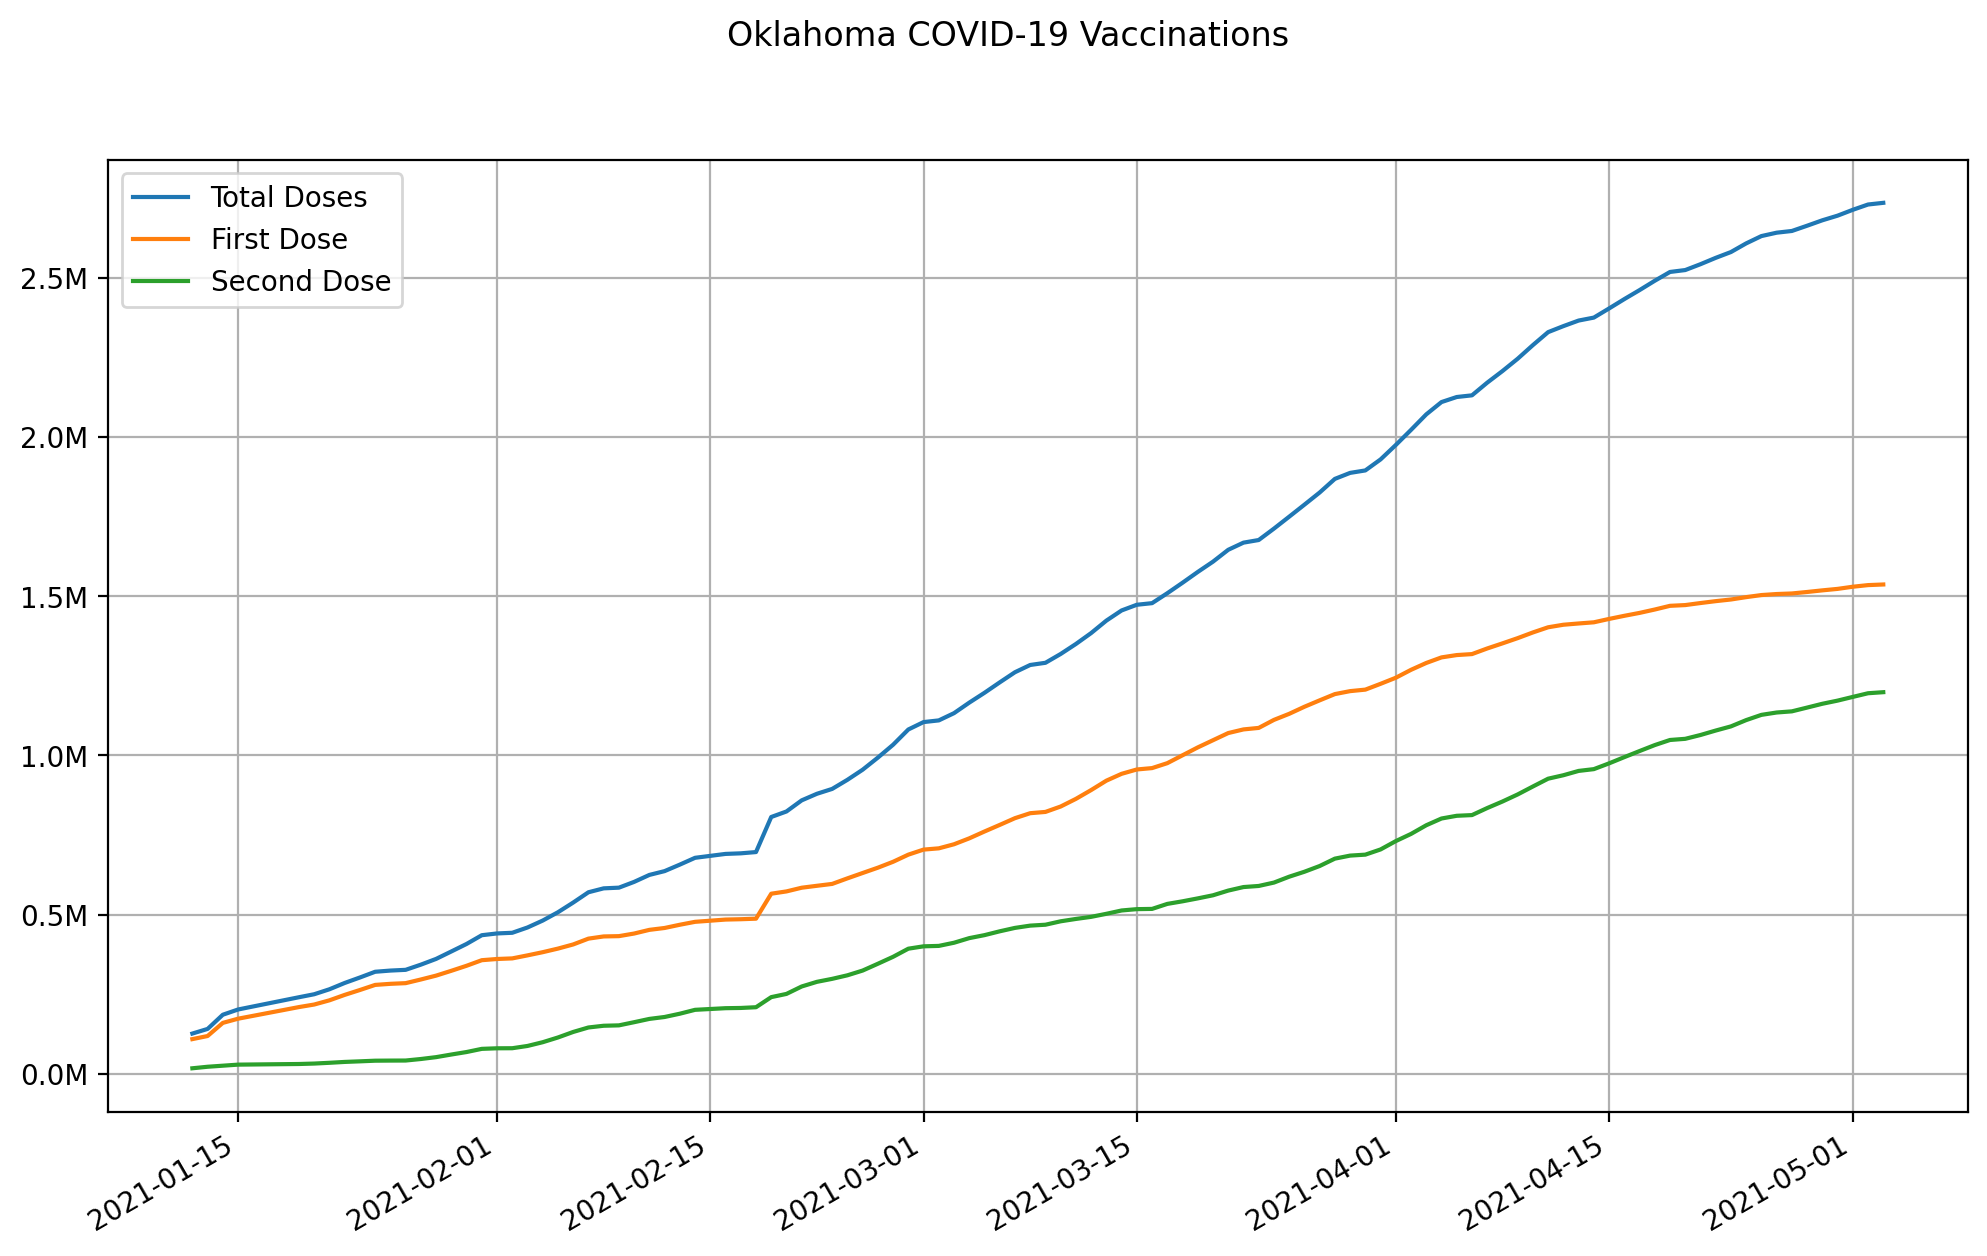 Oklahoma COVID-19 Vaccinations
Total Doses
First Dose
Second Dose
2.5M
2.0M
1.5M
1.0M
0.5M
0.0M
2021-01-15
2021-02-01
2021-02-15
2021-03-01
2021-03-15
2021-04-01
2021-04-15
2021-05-01